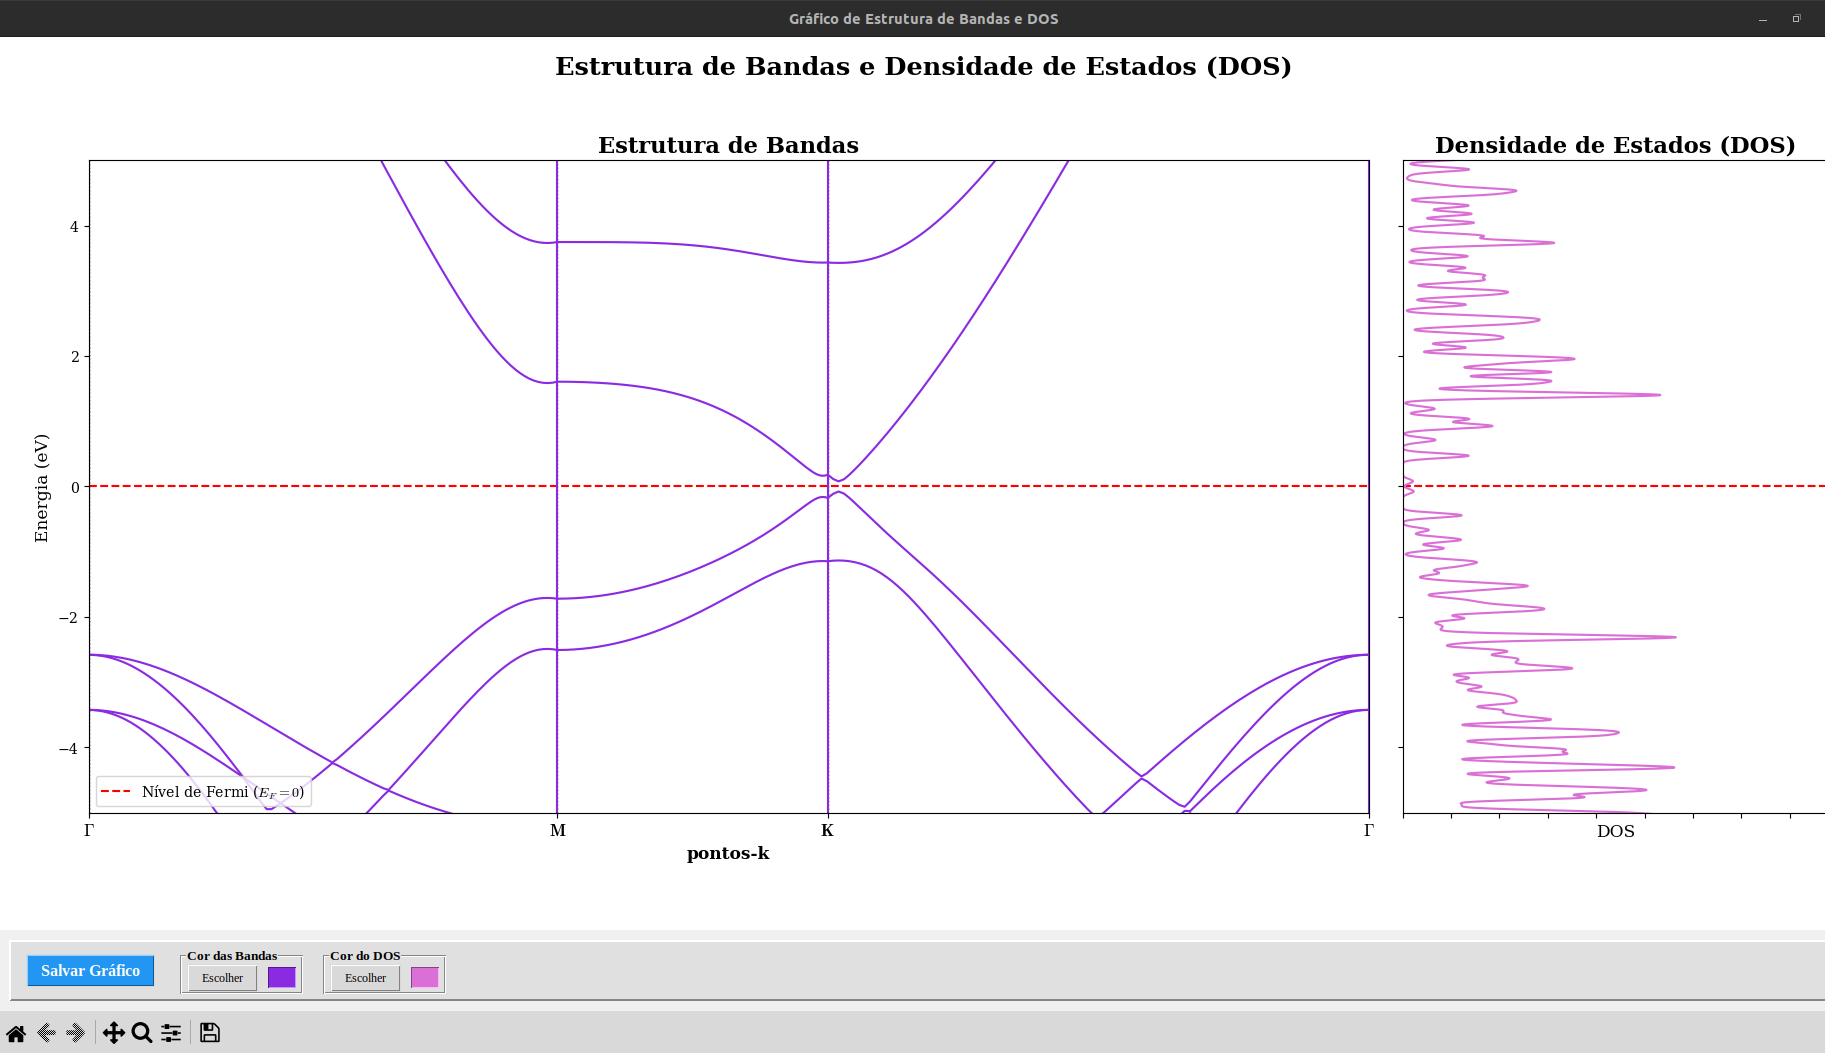 Gráfico de Estrutura de Bandas e DOS
Estrutura de Bandas e Densidade de Estados (DOS)
Estrutura de Bandas
Densidade de Estados (DOS)
4
2
0
−2
−4
Energia (eV)
Nível de Fermi (E_F = 0)
Γ M K Γ
pontos-k
DOS
Salvar Gráfico
Cor das Bandas
Escolher
Cor do DOS
Escolher